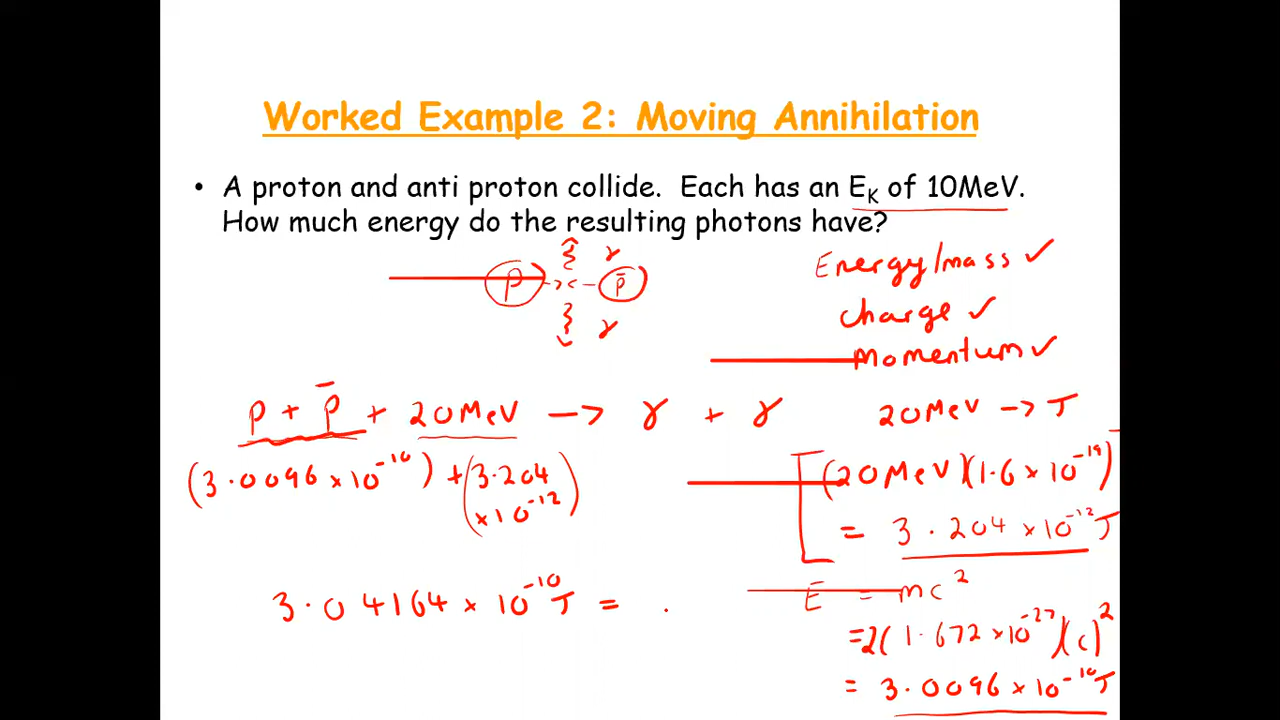 Worked Example 2: Moving Annihilation
• A proton and anti proton collide. Each has an E_K of 10MeV.
How much energy do the resulting photons have?
γ
p p̄
γ
Energy/mass ✓
charge ✓
momentum ✓
p + p̄ + 20MeV → γ + γ
(3.0096 × 10⁻¹⁰) + (3.204
× 10⁻¹²)
3.04164 × 10⁻¹⁰ J =
20MeV → J
(20MeV)(1.6 × 10⁻¹⁹)
= 3.204 × 10⁻¹² J
E = mc²
= 2(1.672 × 10⁻²⁷)(c)²
= 3.0096 × 10⁻¹⁰ J